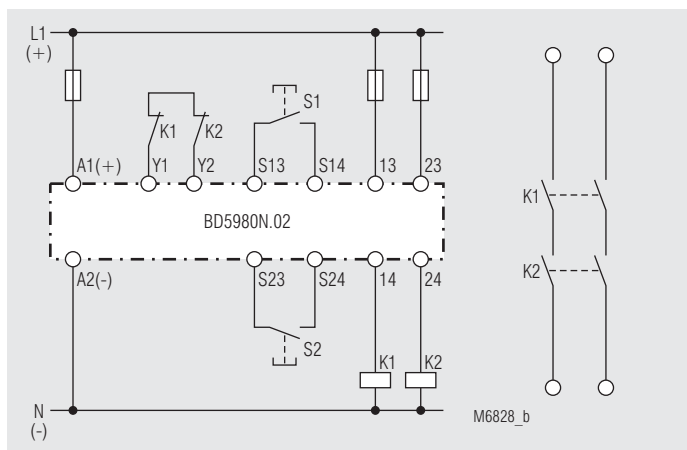 L1
(+)
S1
K1 K2
A1(+) Y1 Y2 S13 S14 13 23
K1
BD5980N.02
K2
A2(-) S23 S24 14 24
S2
K1 K2
N
(-)
M6828_b